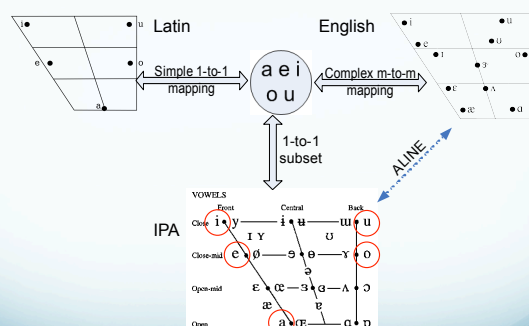 Latin
English
i u
e o
a
Simple 1-to-1
mapping
a e i
o u
Complex m-to-m
mapping
i u
ʊ
e ɪ o
ɝ
ɛ ʌ
æ ɑ
1-to-1
subset
ALINE
IPA
VOWELS
Front Central Back
Close i y ɨ ʉ ɯ u
I Y ʊ
Close-mid e ø ɘ ɵ ɤ o
ə
Open-mid ɛ œ ɜ ɞ ʌ ɔ
æ ɐ
Open a Œ ɑ ɒ